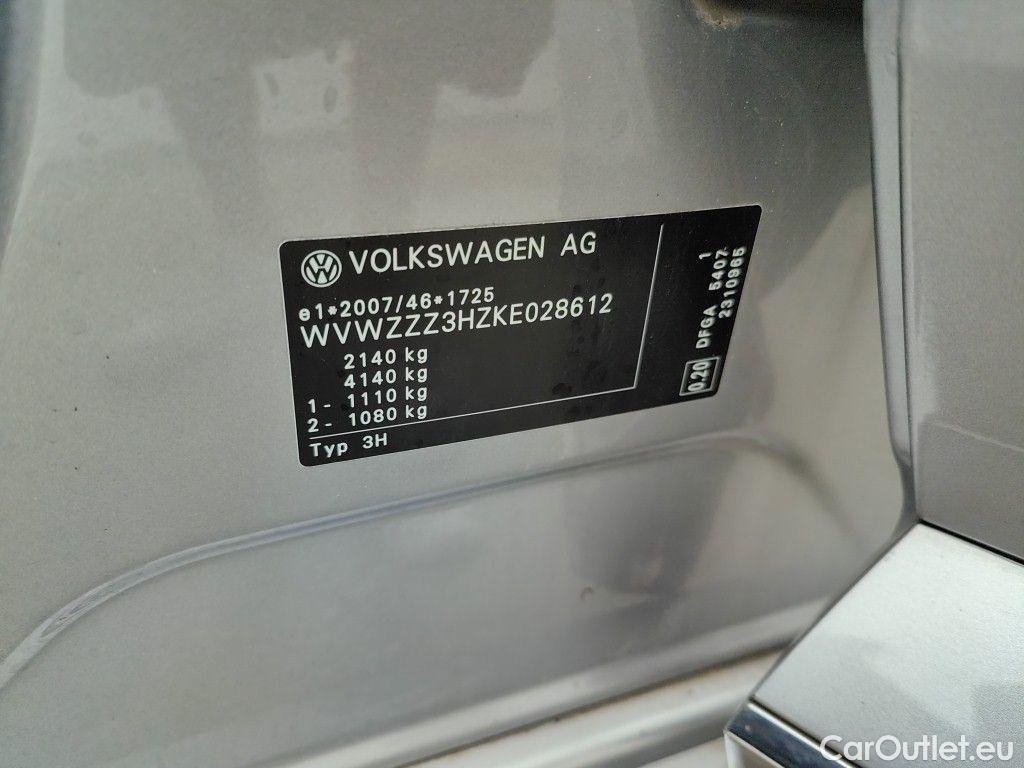 VOLKSWAGEN AG
e1*2007/46*1725
WVWZZZ3HZKE028612
2140 kg
4140 kg
1- 1110 kg
2- 1080 kg
Typ 3H
0.20
DFGA 5407 1
2310965
CarOutlet.eu